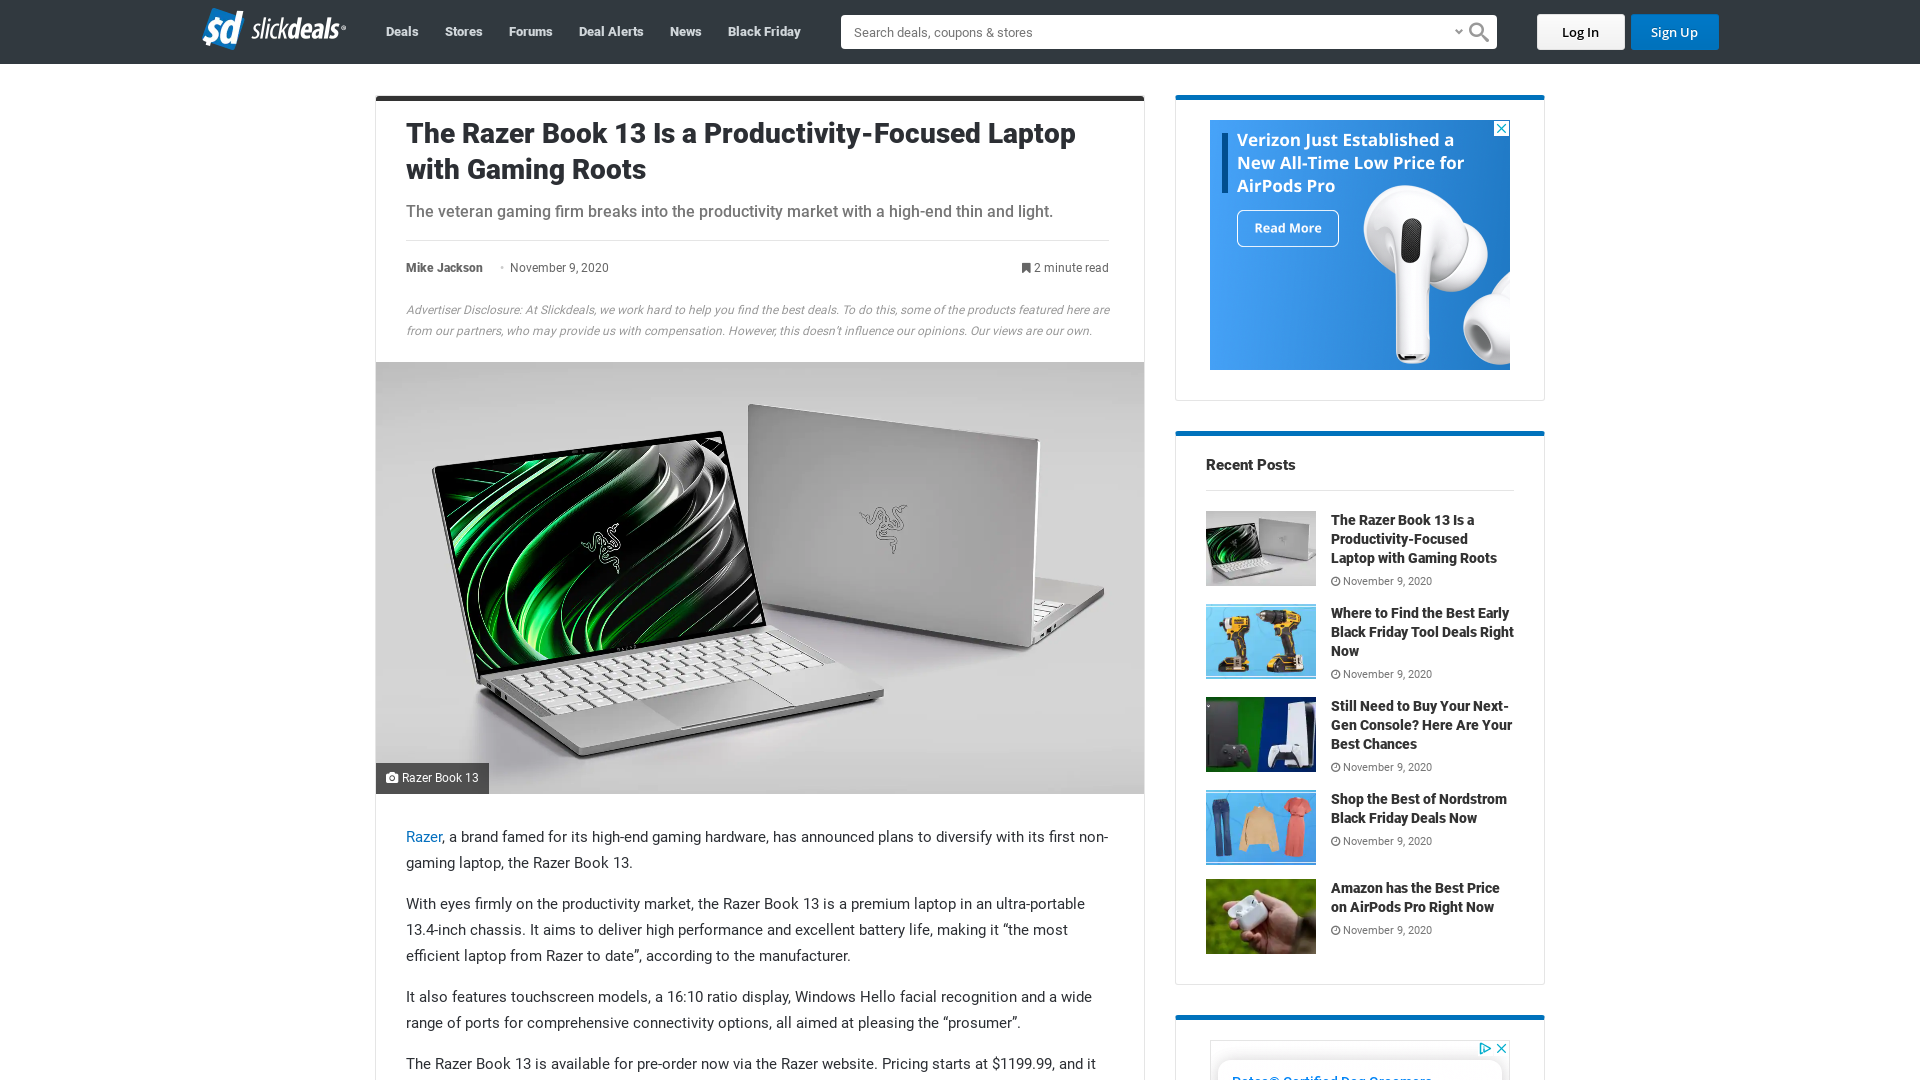 sd slickdeals
Deals Stores Forums Deal Alerts News Black Friday
Search deals, coupons & stores
Log In
Sign Up
The Razer Book 13 Is a Productivity-Focused Laptop
with Gaming Roots
The veteran gaming firm breaks into the productivity market with a high-end thin and light.
Mike Jackson • November 9, 2020
2 minute read
Advertiser Disclosure: At Slickdeals, we work hard to help you find the best deals. To do this, some of the products featured here are
from our partners, who may provide us with compensation. However, this doesn't influence our opinions. Our views are our own.
Razer Book 13
Razer, a brand famed for its high-end gaming hardware, has announced plans to diversify with its first non-
gaming laptop, the Razer Book 13.
With eyes firmly on the productivity market, the Razer Book 13 is a premium laptop in an ultra-portable
13.4-inch chassis. It aims to deliver high performance and excellent battery life, making it “the most
efficient laptop from Razer to date”, according to the manufacturer.
It also features touchscreen models, a 16:10 ratio display, Windows Hello facial recognition and a wide
range of ports for comprehensive connectivity options, all aimed at pleasing the “prosumer”.
The Razer Book 13 is available for pre-order now via the Razer website. Pricing starts at $1199.99, and it
Verizon Just Established a
New All-Time Low Price for
AirPods Pro
Read More
Recent Posts
The Razer Book 13 Is a
Productivity-Focused
Laptop with Gaming Roots
November 9, 2020
Where to Find the Best Early
Black Friday Tool Deals Right
Now
November 9, 2020
Still Need to Buy Your Next-
Gen Console? Here Are Your
Best Chances
November 9, 2020
Shop the Best of Nordstrom
Black Friday Deals Now
November 9, 2020
Amazon has the Best Price
on AirPods Pro Right Now
November 9, 2020